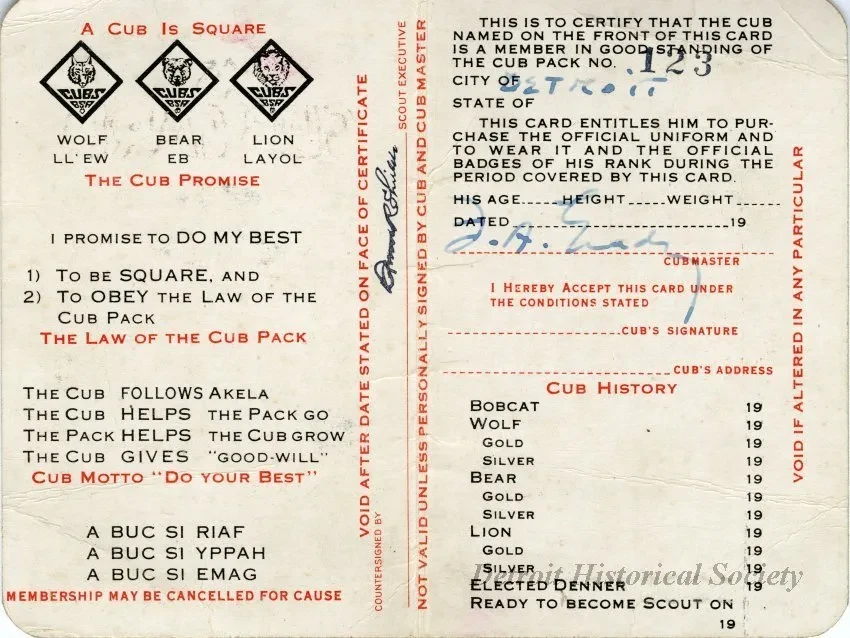 A CUB IS SQUARE
CUBS BSA
CUBS BSA
CUBS BSA
WOLF BEAR LION
LL'EW EB LAYOL
THE CUB PROMISE
I PROMISE TO DO MY BEST
1) TO BE SQUARE, AND
2) TO OBEY THE LAW OF THE
CUB PACK
THE LAW OF THE CUB PACK
THE CUB FOLLOWS AKELA
THE CUB HELPS THE PACK GO
THE PACK HELPS THE CUB GROW
THE CUB GIVES "GOOD-WILL"
CUB MOTTO "DO YOUR BEST"
A BUC SI RIAF
A BUC SI YPPAH
A BUC SI EMAG
MEMBERSHIP MAY BE CANCELLED FOR CAUSE
VOID AFTER DATE STATED ON FACE OF CERTIFICATE
COUNTERSIGNED BY SCOUT EXECUTIVE
NOT VALID UNLESS PERSONALLY SIGNED BY CUB AND CUB MASTER
THIS IS TO CERTIFY THAT THE CUB
NAMED ON THE FRONT OF THIS CARD
IS A MEMBER IN GOOD STANDING OF
THE CUB PACK NO. 123
CITY OF DETROIT
STATE OF
THIS CARD ENTITLES HIM TO PUR-
CHASE THE OFFICIAL UNIFORM AND
TO WEAR IT AND THE OFFICIAL
BADGES OF HIS RANK DURING THE
PERIOD COVERED BY THIS CARD.
HIS AGE HEIGHT WEIGHT
DATED 19
CUBMASTER
I HEREBY ACCEPT THIS CARD UNDER
THE CONDITIONS STATED
CUB'S SIGNATURE
CUB'S ADDRESS
CUB HISTORY
BOBCAT 19
WOLF 19
GOLD 19
SILVER 19
BEAR 19
GOLD 19
SILVER 19
LION 19
GOLD 19
SILVER 19
ELECTED DENNER 19
READY TO BECOME SCOUT ON
19
VOID IF ALTERED IN ANY PARTICULAR
Detroit Historical Society